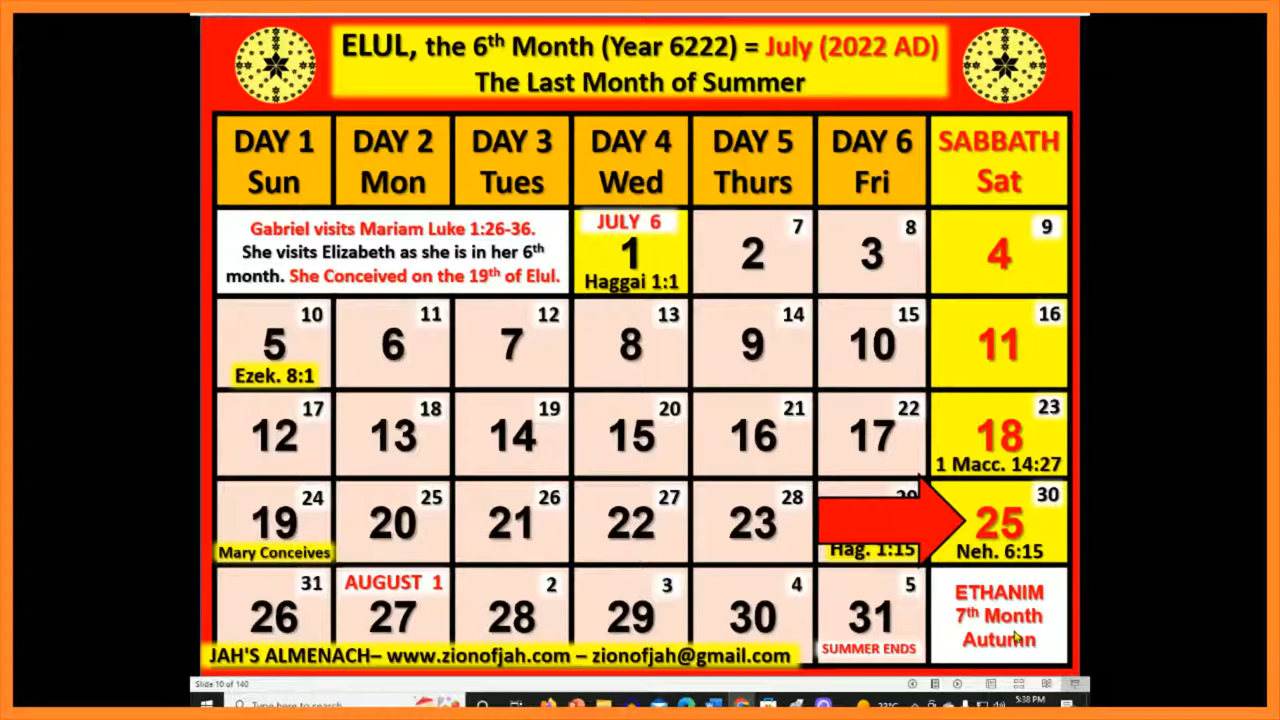 ELUL, the 6th Month (Year 6222) = July (2022 AD)
The Last Month of Summer
DAY 1 DAY 2 DAY 3 DAY 4 DAY 5 DAY 6 SABBATH
Sun Mon Tues Wed Thurs Fri Sat
Gabriel visits Mariam Luke 1:26-36.
She visits Elizabeth as she is in her 6th
month. She Conceived on the 19th of Elul.
JULY 6 7 8 9
1 2 3 4
Haggai 1:1
10 11 12 13 14 15 16
5 6 7 8 9 10 11
Ezek. 8:1
17 18 19 20 21 22 23
12 13 14 15 16 17 18
1 Macc. 14:27
24 25 26 27 28 29 30
19 20 21 22 23 25
Mary Conceives Hag. 1:15 Neh. 6:15
31 AUGUST 1 2 3 4 5
26 27 28 29 30 31
SUMMER ENDS
ETHANIM
7th Month
Autumn
JAH'S ALMENACH– www.zionofjah.com – zionofjah@gmail.com
Slide 10 of 140
Type here to search
5:38 PM